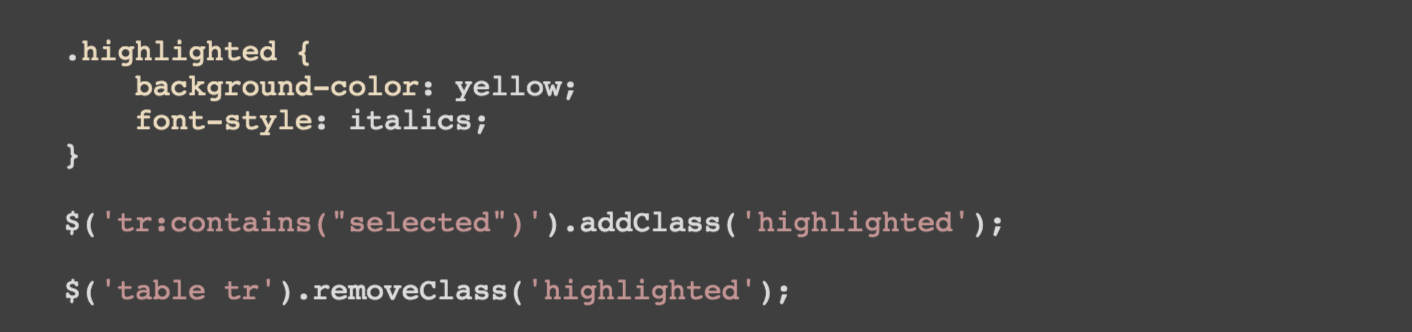 .highlighted {
    background-color: yellow;
    font-style: italics;
}
$('tr:contains("selected")').addClass('highlighted');
$('table tr').removeClass('highlighted');